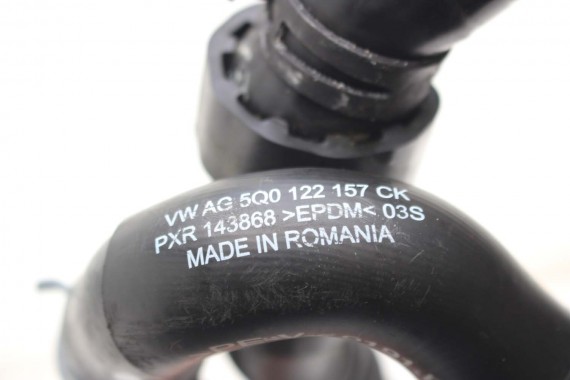 VW AG 5Q0 122 157 CK
PXR 143868 >EPDM< 03S
MADE IN ROMANIA